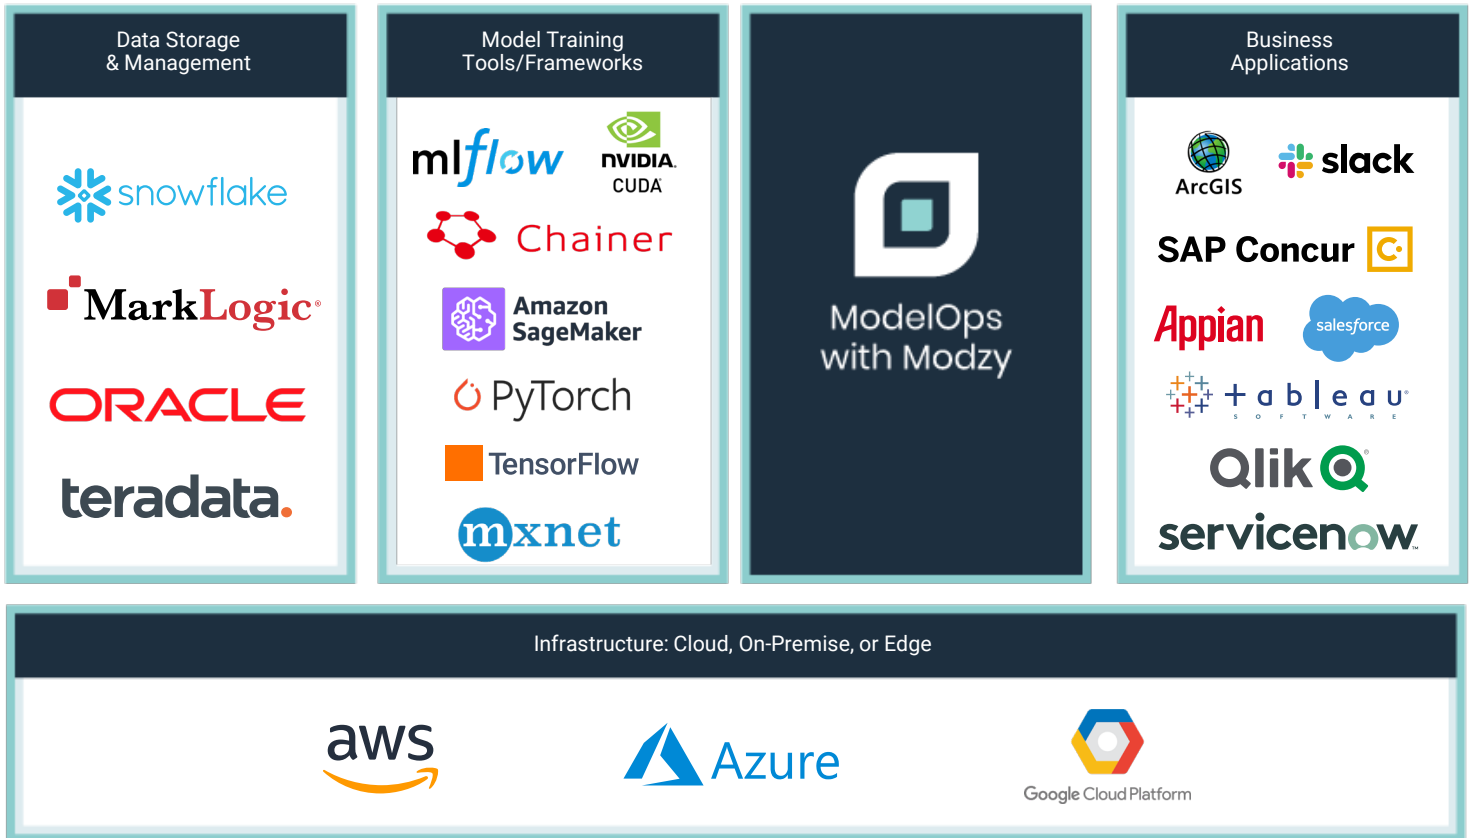 Data Storage
& Management
snowflake
MarkLogic®
ORACLE
teradata.
Model Training
Tools/Frameworks
mlflow
NVIDIA.
CUDA®
Chainer
Amazon
SageMaker
PyTorch
TensorFlow
mxnet
ModelOps
with Modzy
Business
Applications
ArcGIS
slack
SAP Concur C.
Appian
salesforce
+ableau®
SOFTWARE
Qlik Q®
servicenow™
Infrastructure: Cloud, On-Premise, or Edge
aws
Azure
Google Cloud Platform